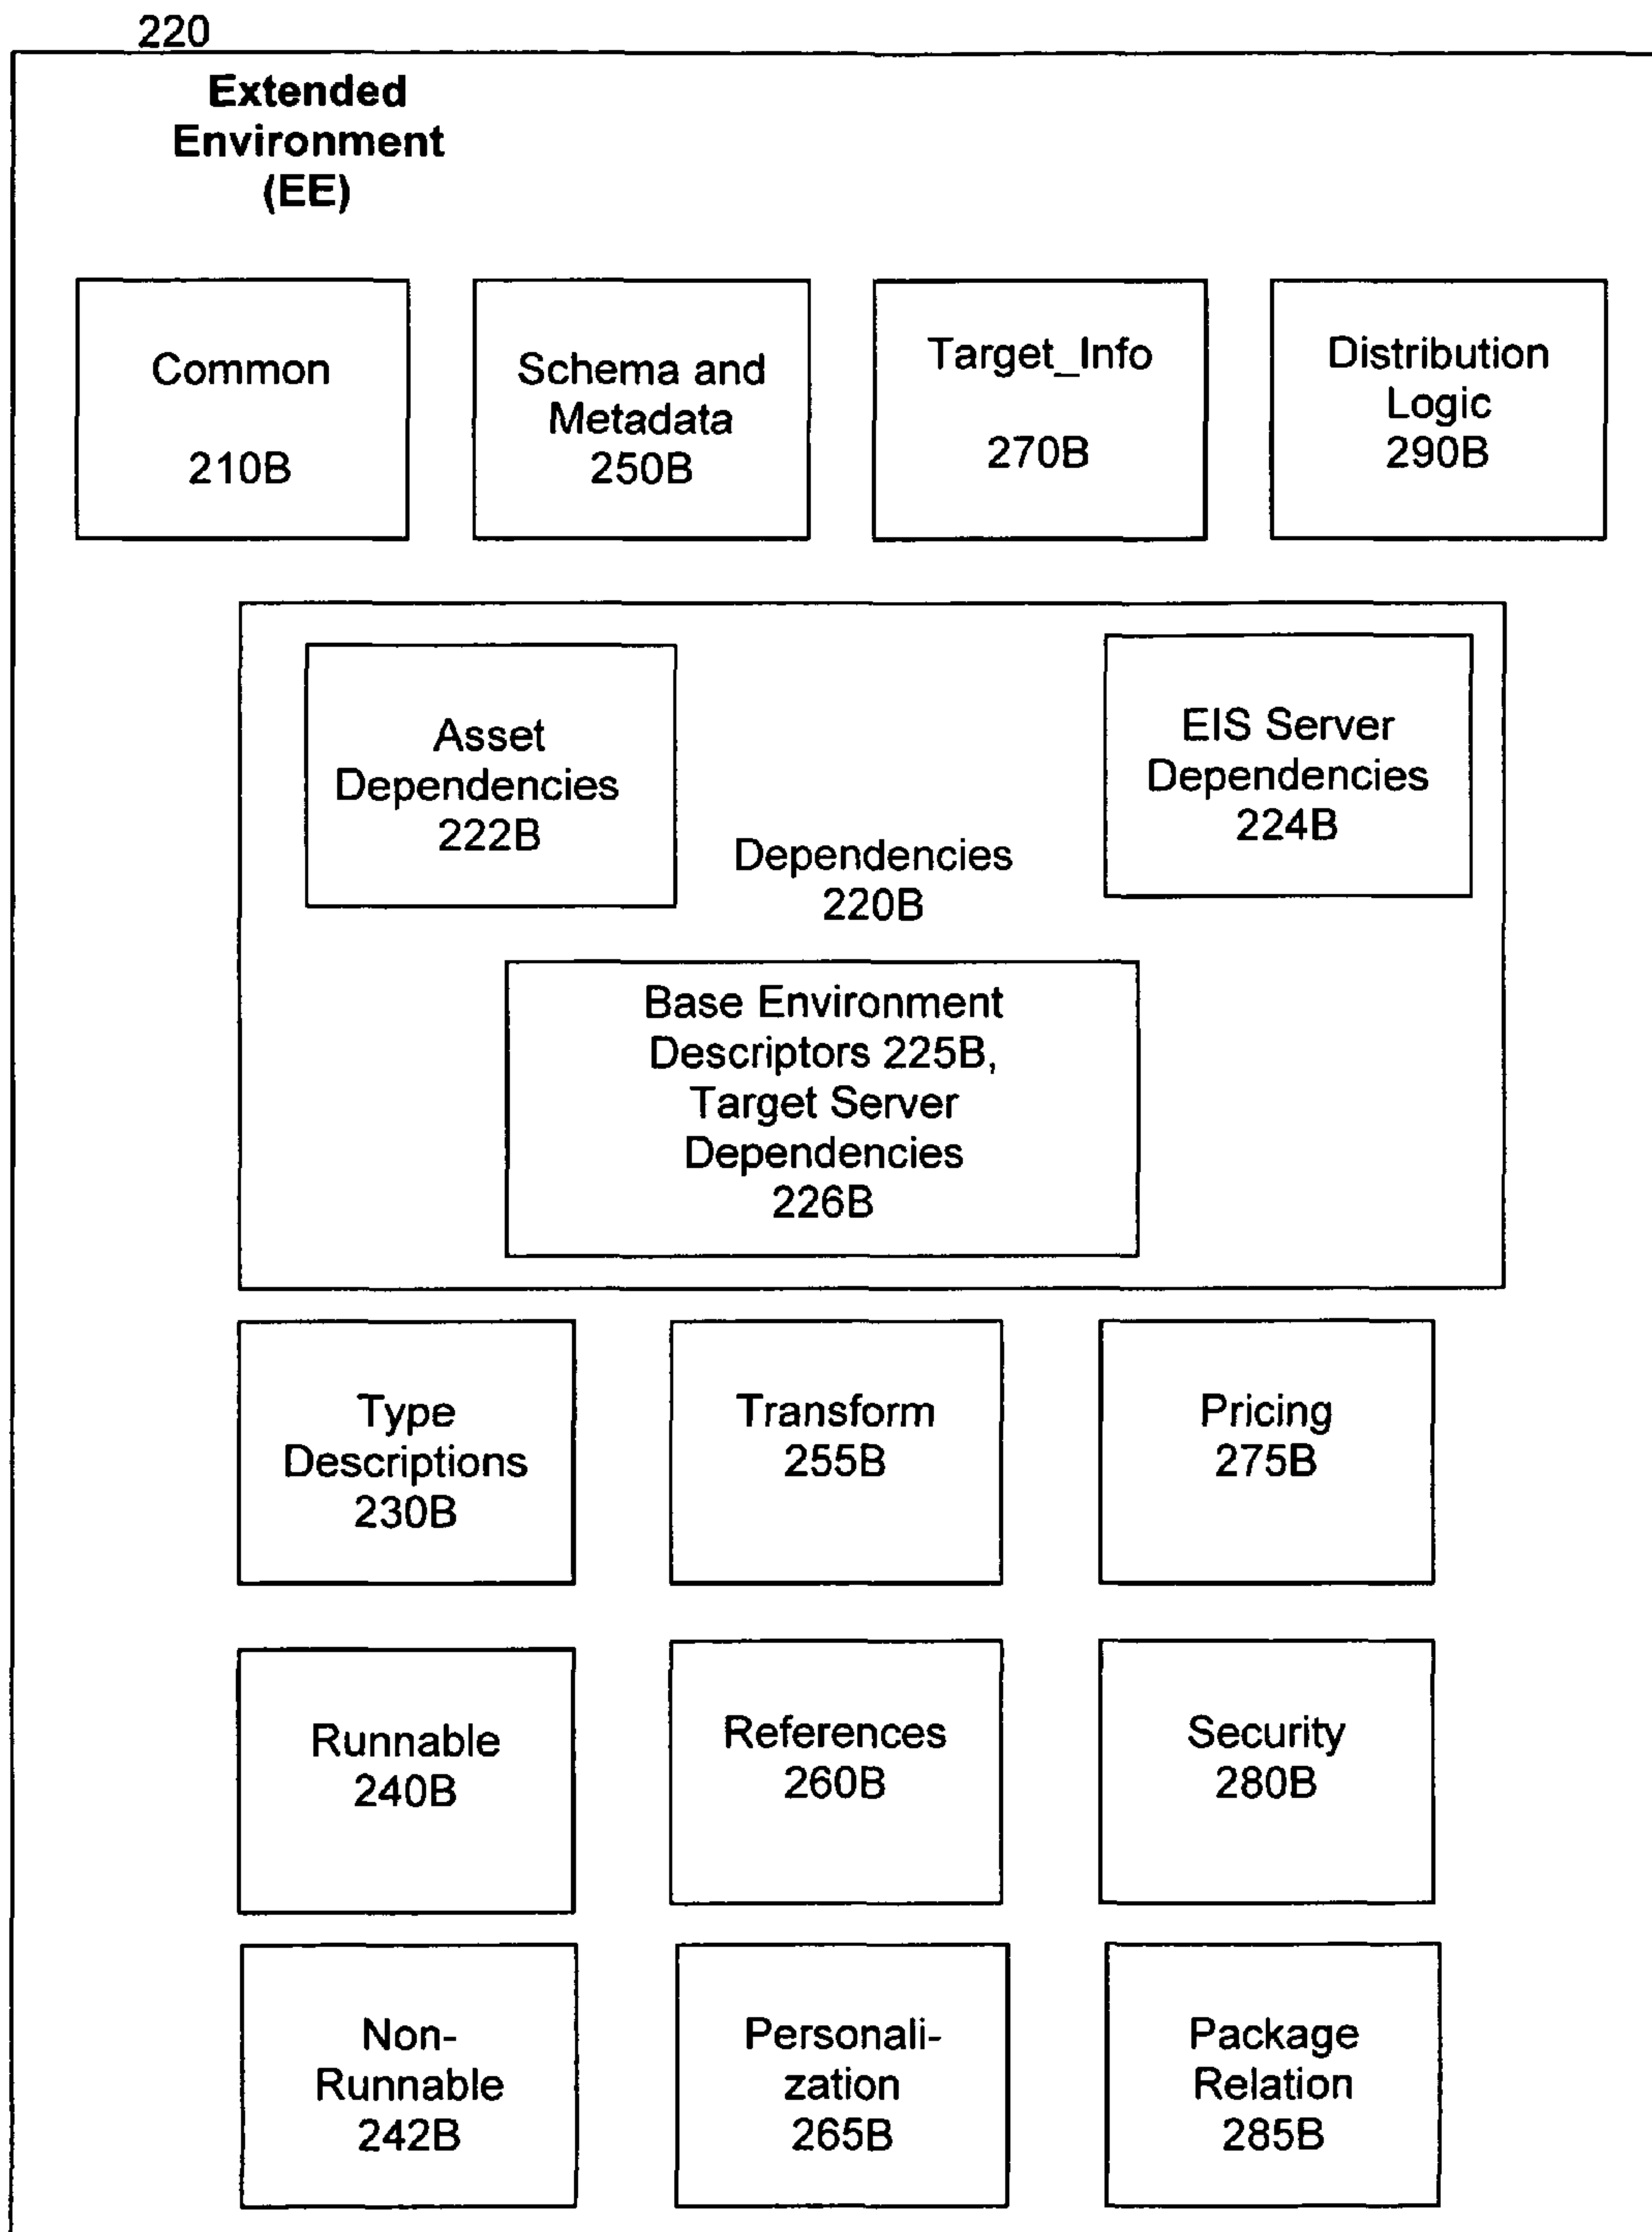 220
Extended
Environment
(EE)
Common
210B
Schema and
Metadata
250B
Target_Info
270B
Distribution
Logic
290B
Asset
Dependencies
222B
EIS Server
Dependencies
224B
Dependencies
220B
Base Environment
Descriptors 225B,
Target Server
Dependencies
226B
Type
Descriptions
230B
Transform
255B
Pricing
275B
Runnable
240B
References
260B
Security
280B
Non-
Runnable
242B
Personali-
zation
265B
Package
Relation
285B